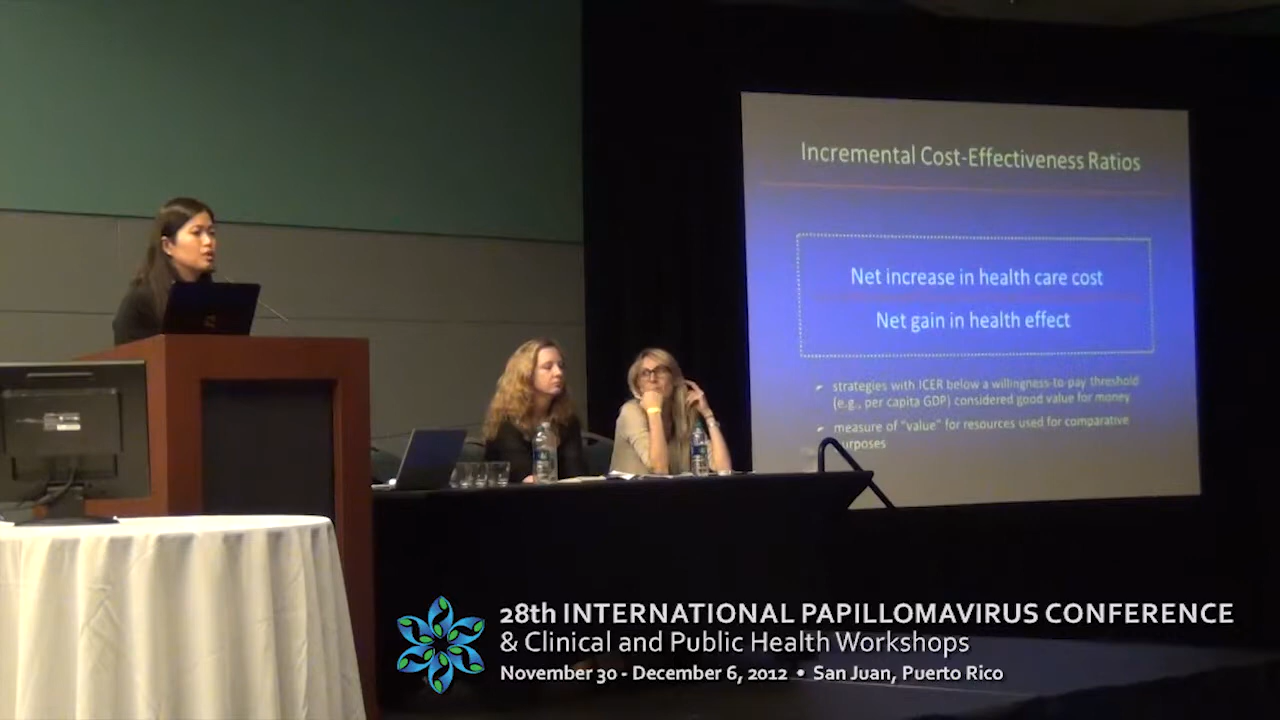 Incremental Cost-Effectiveness Ratios
Net increase in health care cost
Net gain in health effect
strategies with ICER below a willingness-to-pay threshold
(e.g., per capita GDP) considered good value for money
measure of "value" for resources used for comparative
urposes
28th INTERNATIONAL PAPILLOMAVIRUS CONFERENCE
& Clinical and Public Health Workshops
November 30 - December 6, 2012 • San Juan, Puerto Rico